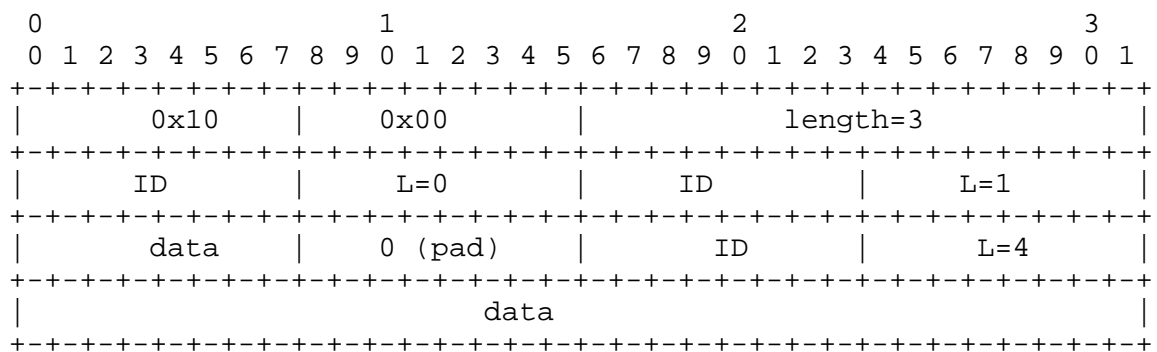 0                   1                   2                   3
 0 1 2 3 4 5 6 7 8 9 0 1 2 3 4 5 6 7 8 9 0 1 2 3 4 5 6 7 8 9 0 1
+-+-+-+-+-+-+-+-+-+-+-+-+-+-+-+-+-+-+-+-+-+-+-+-+-+-+-+-+-+-+-+-+
|       0x10    |    0x00       |           length=3            |
+-+-+-+-+-+-+-+-+-+-+-+-+-+-+-+-+-+-+-+-+-+-+-+-+-+-+-+-+-+-+-+-+
|      ID       |     L=0       |     ID        |     L=1       |
+-+-+-+-+-+-+-+-+-+-+-+-+-+-+-+-+-+-+-+-+-+-+-+-+-+-+-+-+-+-+-+-+
|       data    |    0 (pad)    |       ID      |      L=4      |
+-+-+-+-+-+-+-+-+-+-+-+-+-+-+-+-+-+-+-+-+-+-+-+-+-+-+-+-+-+-+-+-+
|                          data                                 |
+-+-+-+-+-+-+-+-+-+-+-+-+-+-+-+-+-+-+-+-+-+-+-+-+-+-+-+-+-+-+-+-+